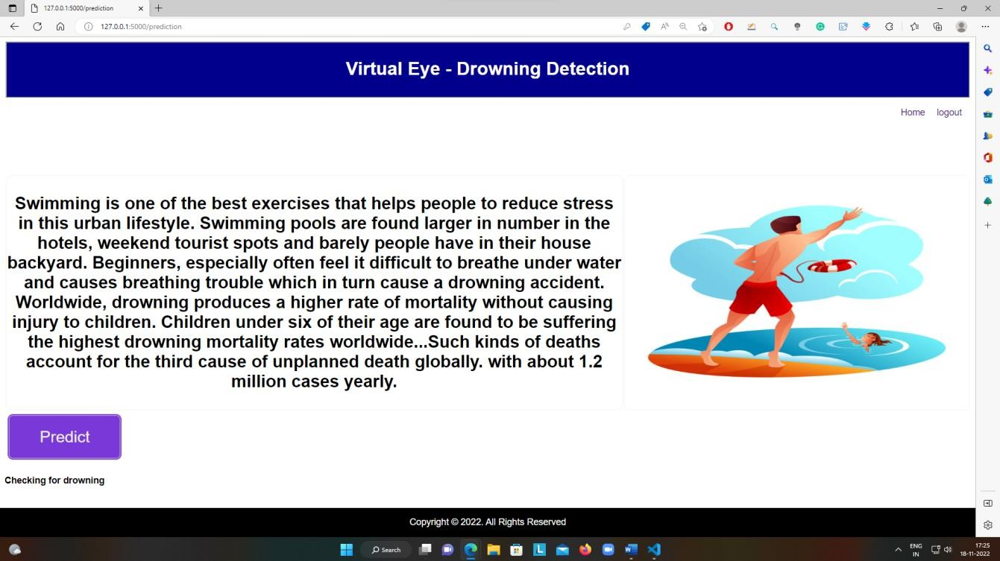 127.0.0.1:5000/prediction
127.0.0.1:5000/prediction
Virtual Eye - Drowning Detection
Home logout
Swimming is one of the best exercises that helps people to reduce stress
in this urban lifestyle. Swimming pools are found larger in number in the
hotels, weekend tourist spots and barely people have in their house
backyard. Beginners, especially often feel it difficult to breathe under water
and causes breathing trouble which in turn cause a drowning accident.
Worldwide, drowning produces a higher rate of mortality without causing
injury to children. Children under six of their age are found to be suffering
the highest drowning mortality rates worldwide...Such kinds of deaths
account for the third cause of unplanned death globally. with about 1.2
million cases yearly.
Predict
Checking for drowning
Copyright © 2022. All Rights Reserved
Search
ENG
IN
17:25
18-11-2022